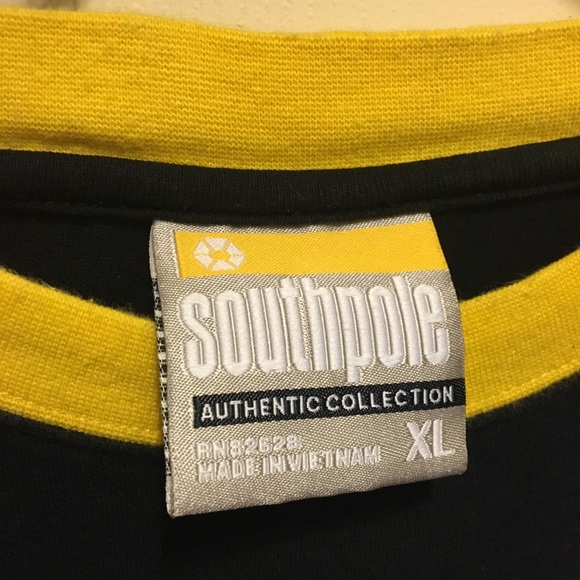 southpole
AUTHENTIC COLLECTION
RN82628 XL
MADE IN VIETNAM